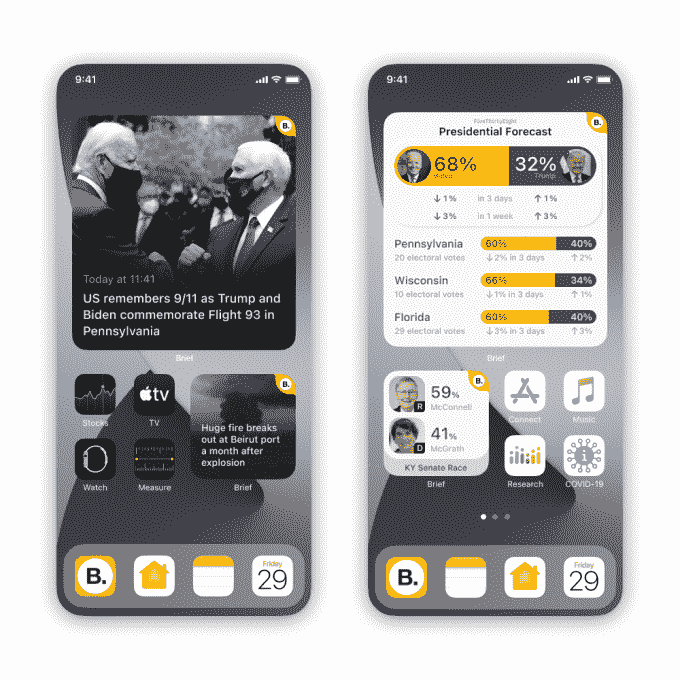 9:41
B.
Today at 11:41
US remembers 9/11 as Trump and
Biden commemorate Flight 93 in
Pennsylvania
Brief
tv
B.
Stocks
TV
Huge fire breaks
out at Beirut port
a month after
explosion
Watch
Measure
Brief
B.
Friday
29
9:41
B.
FiveThirtyEight
Presidential Forecast
68%
32%
Trump
↓1% in 3 days ↑1%
↓3% in 1 week ↑3%
Pennsylvania 60% 40%
20 electoral votes ↓2% in 3 days ↑2%
Wisconsin 66% 34%
10 electoral votes ↓1% in 3 days ↑1%
Florida 60% 40%
29 electoral votes ↓3% in 3 days ↑3%
Brief
B.
59%
R McConnell
41%
D McGrath
KY Senate Race
Brief
Connect
Music
Research
COVID-19
B.
Friday
29